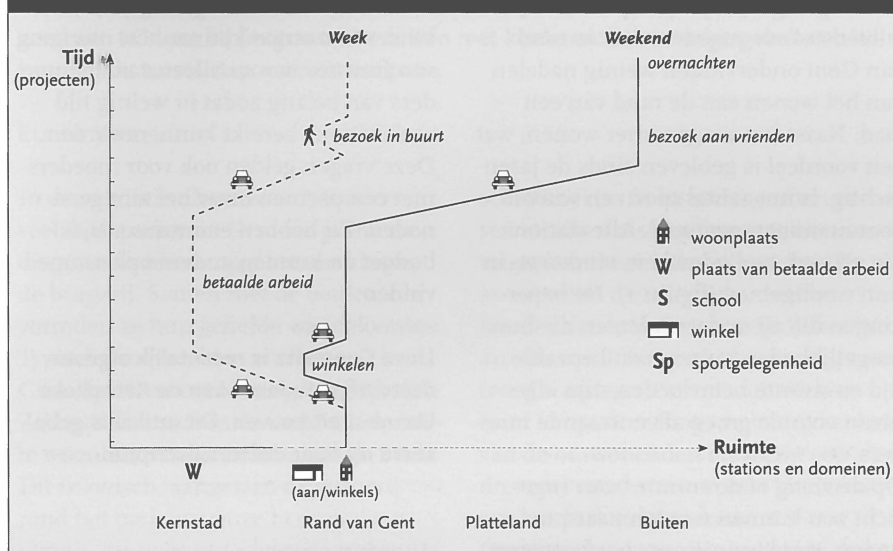 Tijd
(projecten)
Week
Weekend
overnachten
bezoek in buurt
bezoek aan vrienden
betaalde arbeid
winkelen
woonplaats
W plaats van betaalde arbeid
S school
winkel
Sp sportgelegenheid
Ruimte
(stations en domeinen)
W
(aan/winkels)
Kernstad
Rand van Gent
Platteland
Buiten